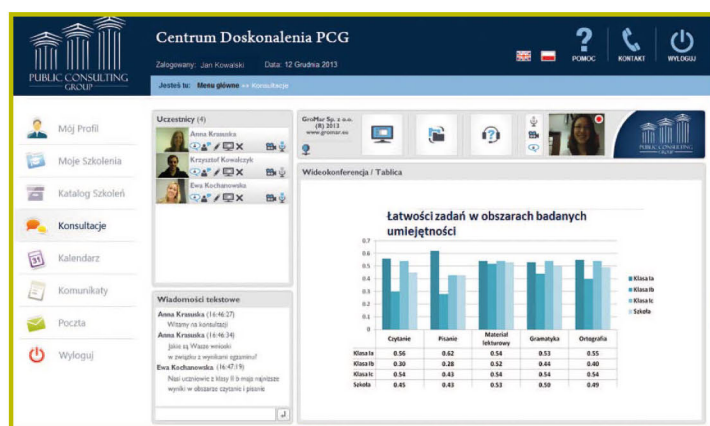 Centrum Doskonalenia PCG
Zalogowany: Jan Kowalski Data: 12 Grudnia 2013
POMOC KONTAKT WYLOGUJ
PUBLIC CONSULTING
GROUP
Jesteś tu: Menu główne >> Konsultacje
Mój Profil
Moje Szkolenia
Katalog Szkoleń
Konsultacje
31
Kalendarz
Komunikaty
Poczta
Wyloguj
Uczestnicy (4)
Anna Krasuska
Krzysztof Kowalczyk
Ewa Kochanowska
GroMar Sp. z o.o.
(R) 2013
www.gromar.eu
PUBLIC CONSULTING
GROUP
Wiadomości tekstowe
Anna Krasuska (16:46:27)
Witamy na konsultacji
Anna Krasuska (16:46:34)
Jakie są Wasze wnioski
w związku z wynikami egzaminu?
Ewa Kochanowska (16:47:19)
Nasi uczniowie z klasy II b mają najniższe
wyniki w obszarze czytanie i pisanie
Wideokonferencja / Tablica
Łatwości zadań w obszarach badanych
umiejętności
0.7
0.6
0.5
0.4
0.3
0.2
0.1
0
Klasa Ia
Klasa Ib
Klasa Ic
Szkoła
Czytanie Pisanie Materiał lekturowy Gramatyka Ortografia
Klasa Ia 0.56 0.62 0.54 0.53 0.55
Klasa Ib 0.30 0.28 0.52 0.44 0.40
Klasa Ic 0.54 0.43 0.54 0.54 0.54
Szkoła 0.45 0.43 0.53 0.50 0.49